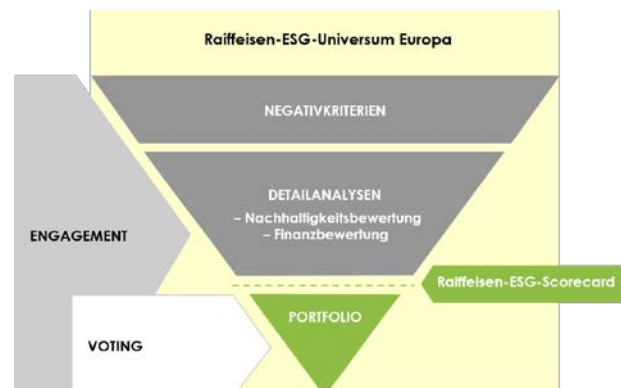 Raiffeisen-ESG-Universum Europa
NEGATIVKRITERIEN
DETAILANALYSEN
– Nachhaltigkeitsbewertung
– Finanzbewertung
ENGAGEMENT
Raiffeisen-ESG-Scorecard
PORTFOLIO
VOTING